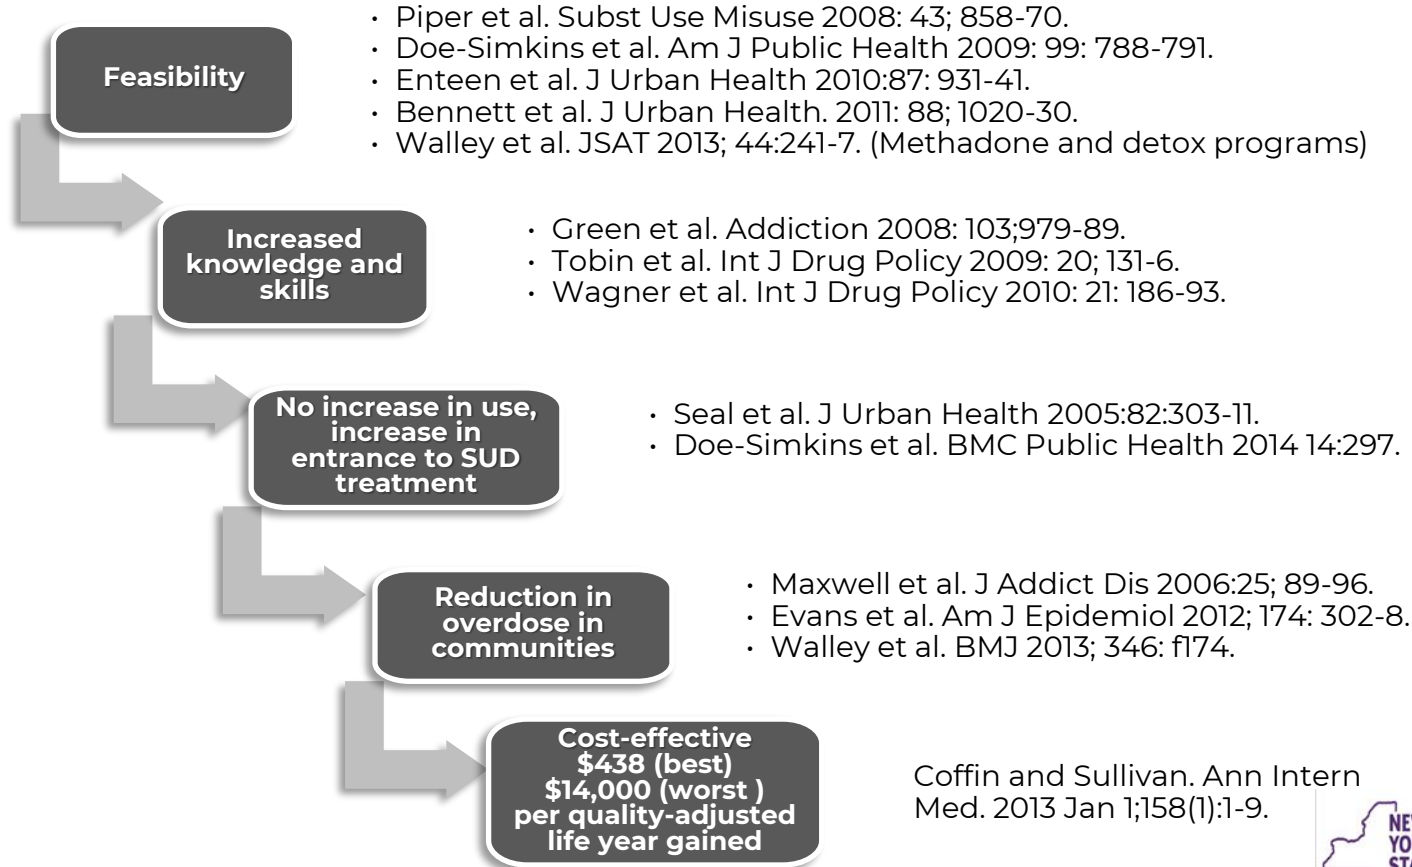 Feasibility
• Piper et al. Subst Use Misuse 2008: 43; 858-70.
• Doe-Simkins et al. Am J Public Health 2009: 99: 788-791.
• Enteen et al. J Urban Health 2010:87: 931-41.
• Bennett et al. J Urban Health. 2011: 88; 1020-30.
• Walley et al. JSAT 2013; 44:241-7. (Methadone and detox programs)
Increased
knowledge and
skills
• Green et al. Addiction 2008: 103;979-89.
• Tobin et al. Int J Drug Policy 2009: 20; 131-6.
• Wagner et al. Int J Drug Policy 2010: 21: 186-93.
No increase in use,
increase in
entrance to SUD
treatment
• Seal et al. J Urban Health 2005:82:303-11.
• Doe-Simkins et al. BMC Public Health 2014 14:297.
Reduction in
overdose in
communities
• Maxwell et al. J Addict Dis 2006:25; 89-96.
• Evans et al. Am J Epidemiol 2012; 174: 302-8.
• Walley et al. BMJ 2013; 346: f174.
Cost-effective
$438 (best)
$14,000 (worst )
per quality-adjusted
life year gained
Coffin and Sullivan. Ann Intern
Med. 2013 Jan 1;158(1):1-9.